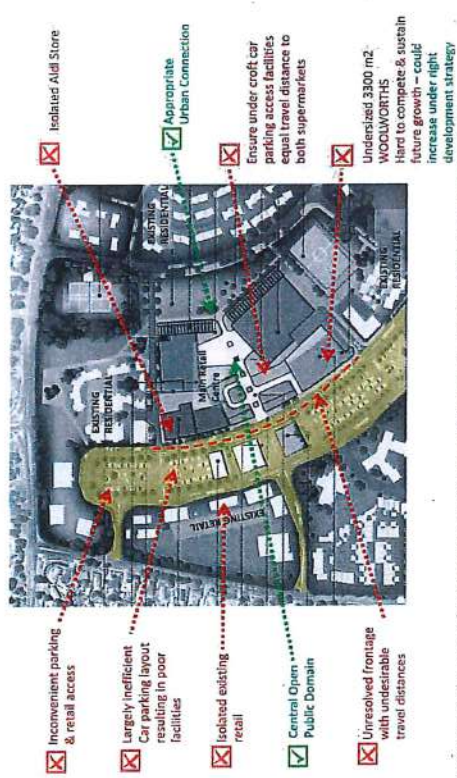 Inconvenient parking
& retail access
Largely inefficient
Car parking layout
resulting in poor
facilities
Isolated existing
retail
Central Open
Public Domain
Unresolved frontage
with undesirable
travel distances
EXISTING
RESIDENTIAL
EXISTING
RESIDENTIAL
Main Retail
Centre
EXISTING RETAIL
EXISTING
RESIDENTIAL
Isolated Aldi Store
Appropriate
Urban Connection
Ensure under croft car
parking access facilities
equal travel distance to
both supermarkets
Undersized 3300 m2
WOOLWORTHS
Hard to compete & sustain
future growth – could
increase under right
development strategy